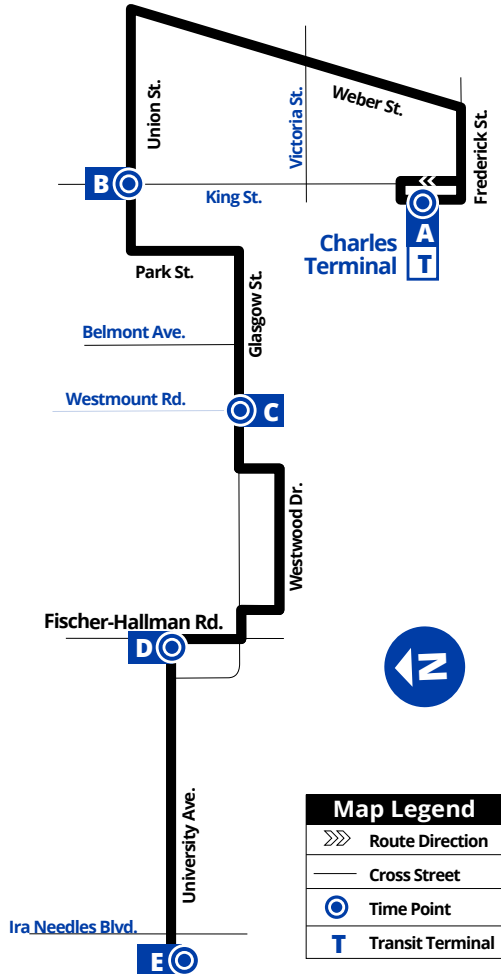 Union St.
Victoria St.
Weber St.
Frederick St.
B
King St.
A
Charles
Terminal
T
Park St.
Glasgow St.
Belmont Ave.
Westmount Rd.
C
Westwood Dr.
Fischer-Hallman Rd.
D
N
University Ave.
Map Legend
Route Direction
Cross Street
Time Point
T Transit Terminal
Ira Needles Blvd.
E